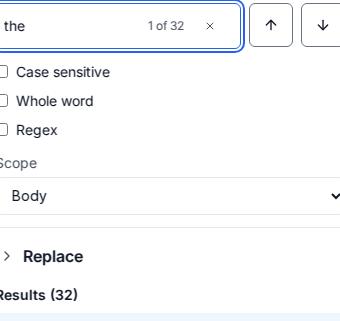 the 1 of 32
Case sensitive
Whole word
Regex
Scope
Body
Replace
Results (32)